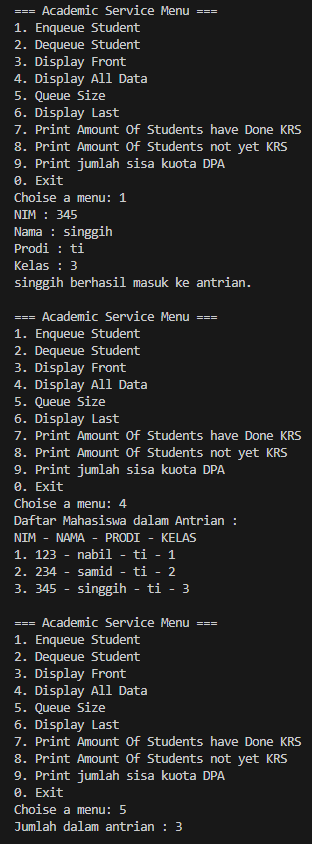 === Academic Service Menu ===
1. Enqueue Student
2. Dequeue Student
3. Display Front
4. Display All Data
5. Queue Size
6. Display Last
7. Print Amount Of Students have Done KRS
8. Print Amount Of Students not yet KRS
9. Print jumlah sisa kuota DPA
0. Exit
Choise a menu: 1
NIM : 345
Nama : singgih
Prodi : ti
Kelas : 3
singgih berhasil masuk ke antrian.

=== Academic Service Menu ===
1. Enqueue Student
2. Dequeue Student
3. Display Front
4. Display All Data
5. Queue Size
6. Display Last
7. Print Amount Of Students have Done KRS
8. Print Amount Of Students not yet KRS
9. Print jumlah sisa kuota DPA
0. Exit
Choise a menu: 4
Daftar Mahasiswa dalam Antrian :
NIM - NAMA - PRODI - KELAS
1. 123 - nabil - ti - 1
2. 234 - samid - ti - 2
3. 345 - singgih - ti - 3

=== Academic Service Menu ===
1. Enqueue Student
2. Dequeue Student
3. Display Front
4. Display All Data
5. Queue Size
6. Display Last
7. Print Amount Of Students have Done KRS
8. Print Amount Of Students not yet KRS
9. Print jumlah sisa kuota DPA
0. Exit
Choise a menu: 5
Jumlah dalam antrian : 3